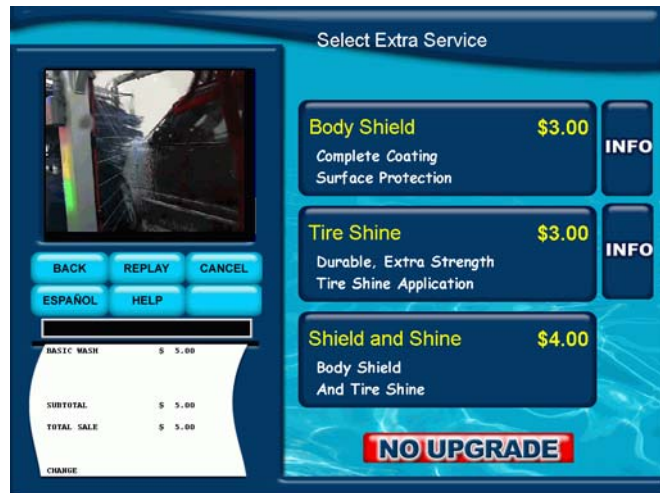 Select Extra Service
Body Shield $3.00
Complete Coating
Surface Protection
INFO
Tire Shine $3.00
Durable, Extra Strength
Tire Shine Application
INFO
Shield and Shine $4.00
Body Shield
And Tire Shine
NO UPGRADE
BACK REPLAY CANCEL
ESPAÑOL HELP
BASIC WASH $ 5.00
SUBTOTAL $ 5.00
TOTAL SALE $ 5.00
CHANGE